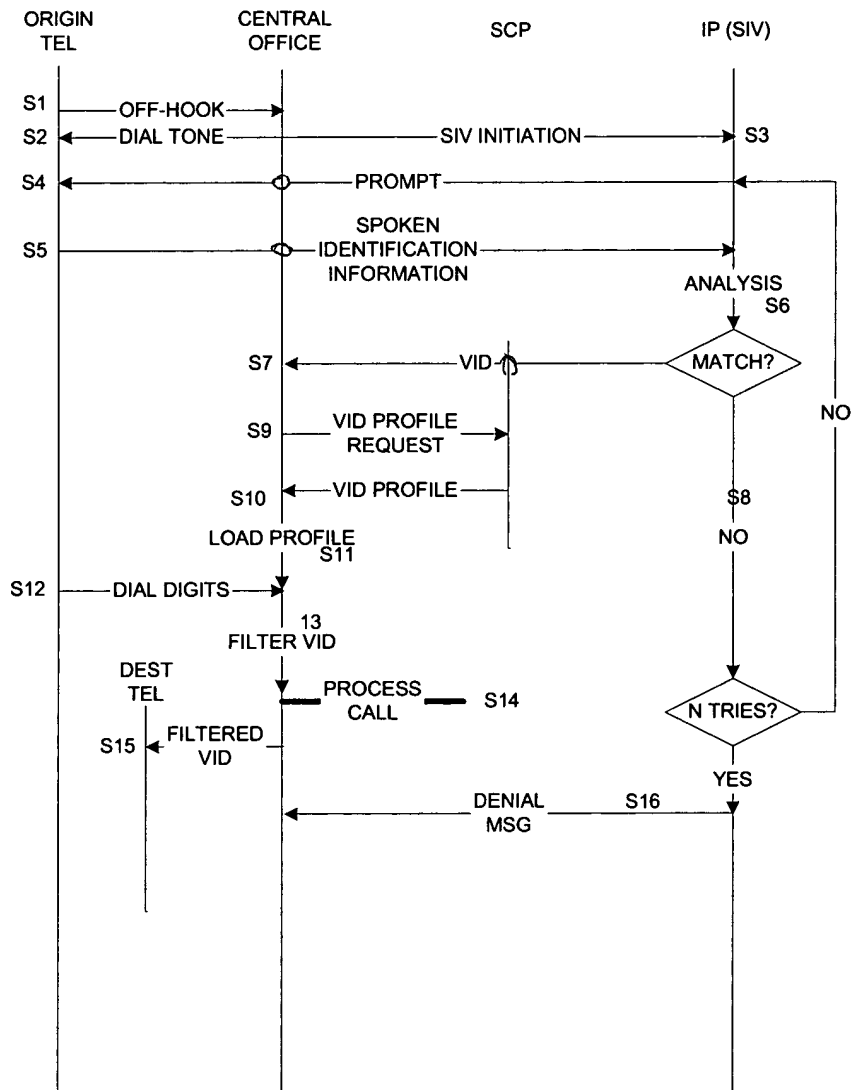 ORIGIN
TEL
CENTRAL
OFFICE
SCP
IP (SIV)
S1
OFF-HOOK
S2
DIAL TONE
SIV INITIATION
S3
S4
PROMPT
S5
SPOKEN
IDENTIFICATION
INFORMATION
ANALYSIS
S6
S7
VID
MATCH?
NO
S9
VID PROFILE
REQUEST
S10
VID PROFILE
S8
NO
LOAD PROFILE
S11
S12
DIAL DIGITS
13
FILTER VID
DEST
TEL
PROCESS
CALL
S14
N TRIES?
S15
FILTERED
VID
YES
DENIAL
MSG
S16